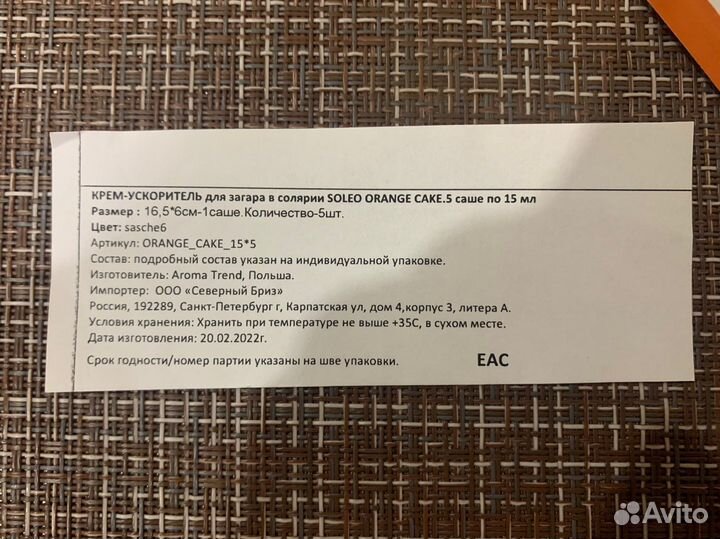 КРЕМ-УСКОРИТЕЛЬ для загара в солярии SOLEO ORANGE CAKE.5 саше по 15 мл
Размер : 16,5*6см-1саше.Количество-5шт.
Цвет: sasche6
Артикул: ORANGE_CAKE_15*5
Состав: подробный состав указан на индивидуальной упаковке.
Изготовитель: Aroma Trend, Польша.
Импортер: ООО «Северный Бриз»
Россия, 192289, Санкт-Петербург г, Карпатская ул, дом 4,корпус 3, литера А.
Условия хранения: Хранить при температуре не выше +35С, в сухом месте.
Дата изготовления: 20.02.2022г.
Срок годности/номер партии указаны на шве упаковки. EAC
Avito